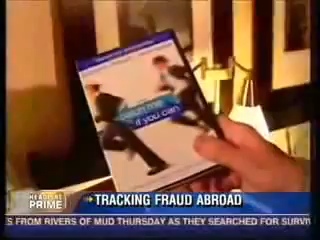 catch me
if you can
HEADLINE
PRIME
TRACKING FRAUD ABROAD
S FROM RIVERS OF MUD THURSDAY AS THEY SEARCHED FOR SURVIV